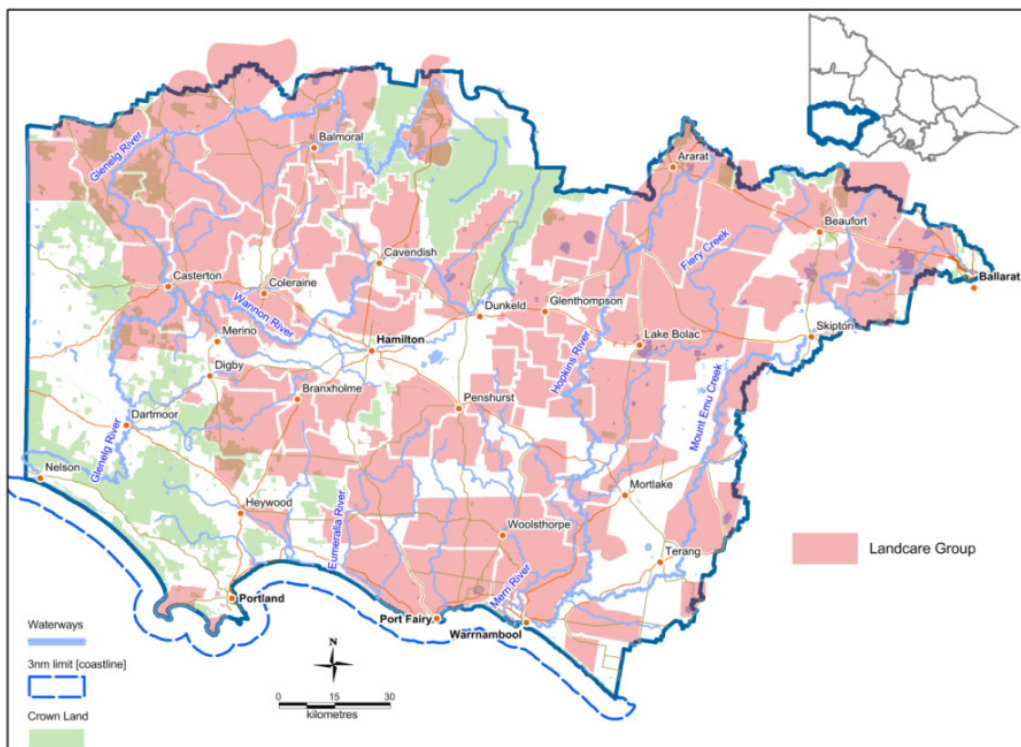 Glenelg River
Balmoral
Ararat
Beaufort
Fiery Creek
Ballarat
Cavendish
Casterton
Coleraine
Wannon River
Dunkeld
Glenthompson
Skipton
Merino
Hamilton
Hopkins River
Lake Bolac
Digby
Branxholme
Penshurst
Mount Emu Creek
Dartmoor
Glenelg River
Nelson
Heywood
Eumeralla River
Mortlake
Woolsthorpe
Landcare Group
Terang
Merri River
Portland
Port Fairy
Warrnambool
Waterways
3nm limit [coastline]
Crown Land
N
0 15 30
kilometres